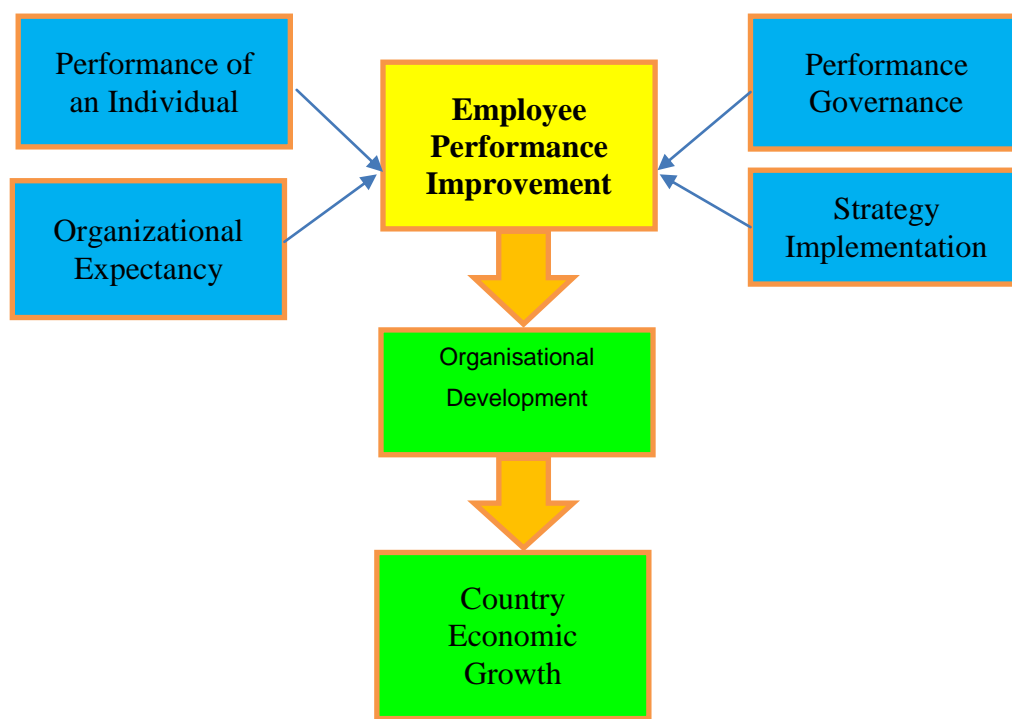 Performance of
an Individual
Organizational
Expectancy
Employee
Performance
Improvement
Performance
Governance
Strategy
Implementation
Organisational
Development
Country
Economic
Growth